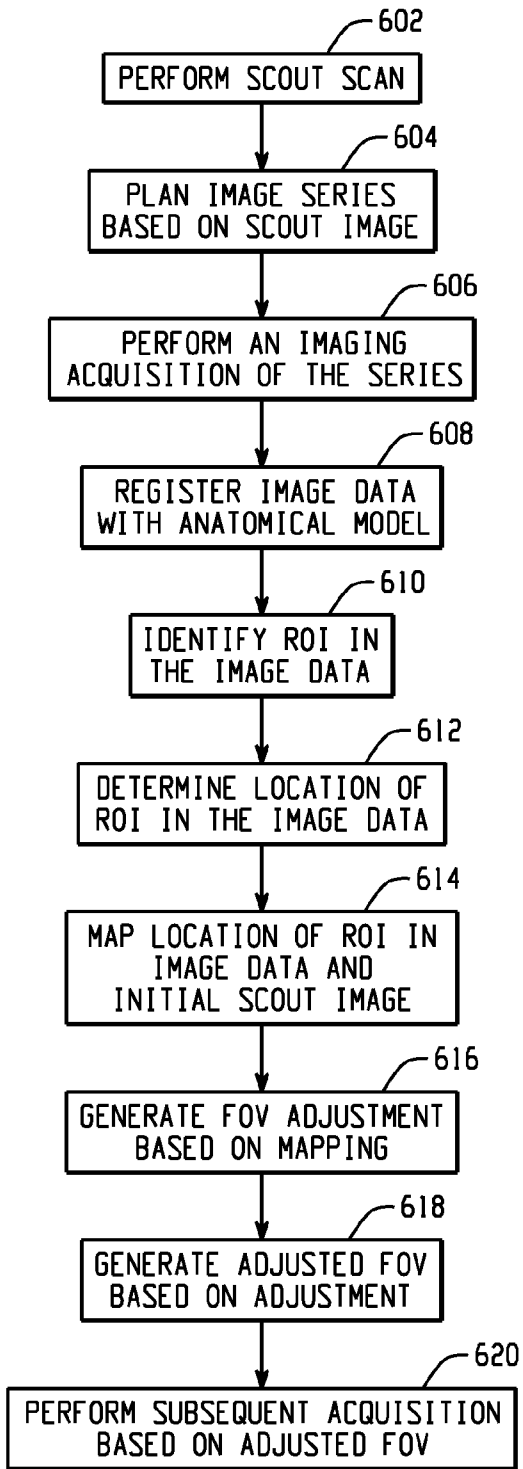 602
PERFORM SCOUT SCAN
604
PLAN IMAGE SERIES
BASED ON SCOUT IMAGE
606
PERFORM AN IMAGING
ACQUISITION OF THE SERIES
608
REGISTER IMAGE DATA
WITH ANATOMICAL MODEL
610
IDENTIFY ROI IN
THE IMAGE DATA
612
DETERMINE LOCATION OF
ROI IN THE IMAGE DATA
614
MAP LOCATION OF ROI IN
IMAGE DATA AND
INITIAL SCOUT IMAGE
616
GENERATE FOV ADJUSTMENT
BASED ON MAPPING
618
GENERATE ADJUSTED FOV
BASED ON ADJUSTMENT
620
PERFORM SUBSEQUENT ACQUISITION
BASED ON ADJUSTED FOV